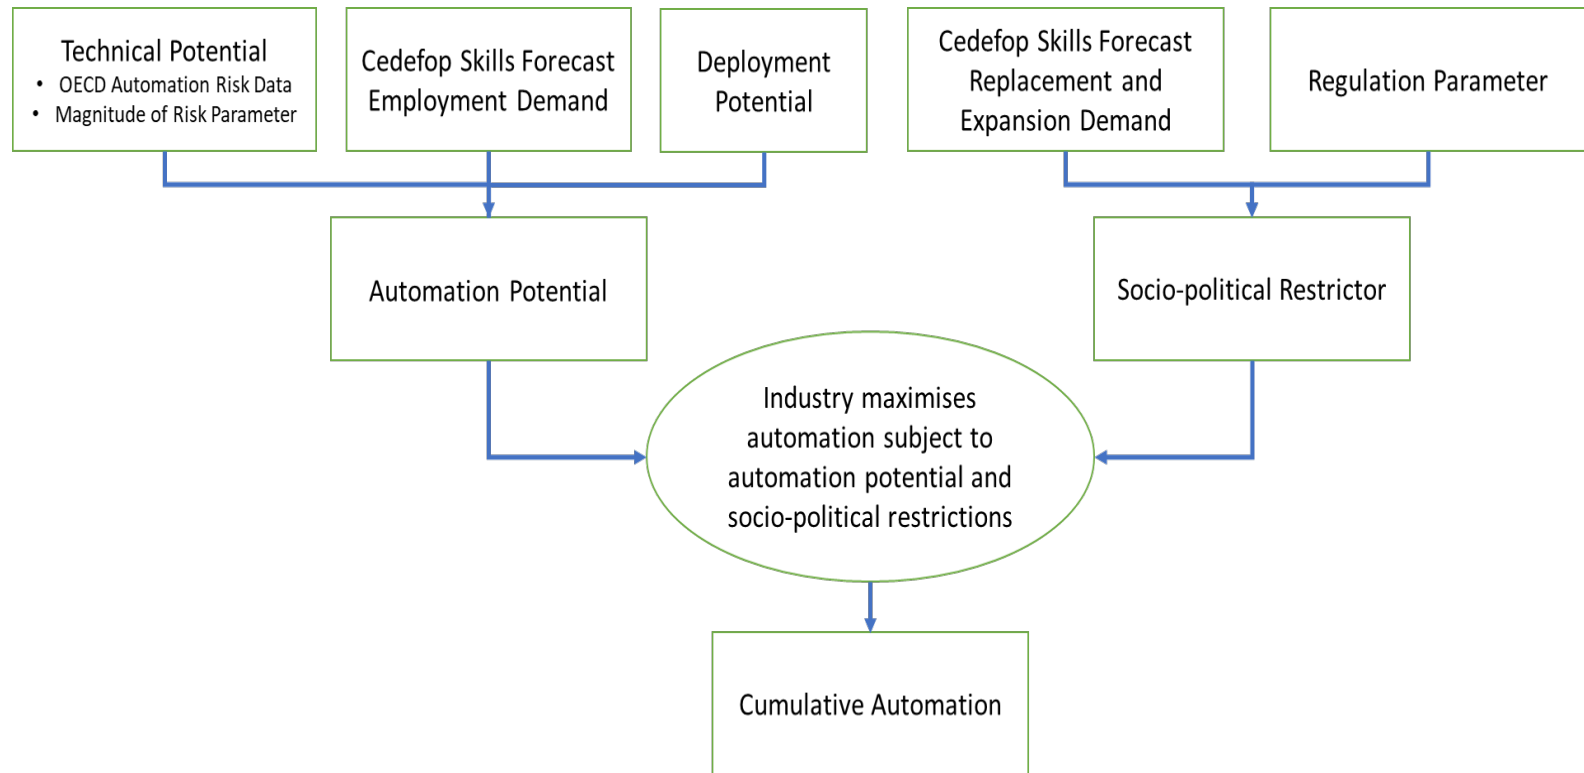 Technical Potential
• OECD Automation Risk Data
• Magnitude of Risk Parameter
Cedefop Skills Forecast
Employment Demand
Deployment
Potential
Cedefop Skills Forecast
Replacement and
Expansion Demand
Regulation Parameter
Automation Potential
Socio-political Restrictor
Industry maximises
automation subject to
automation potential and
socio-political restrictions
Cumulative Automation